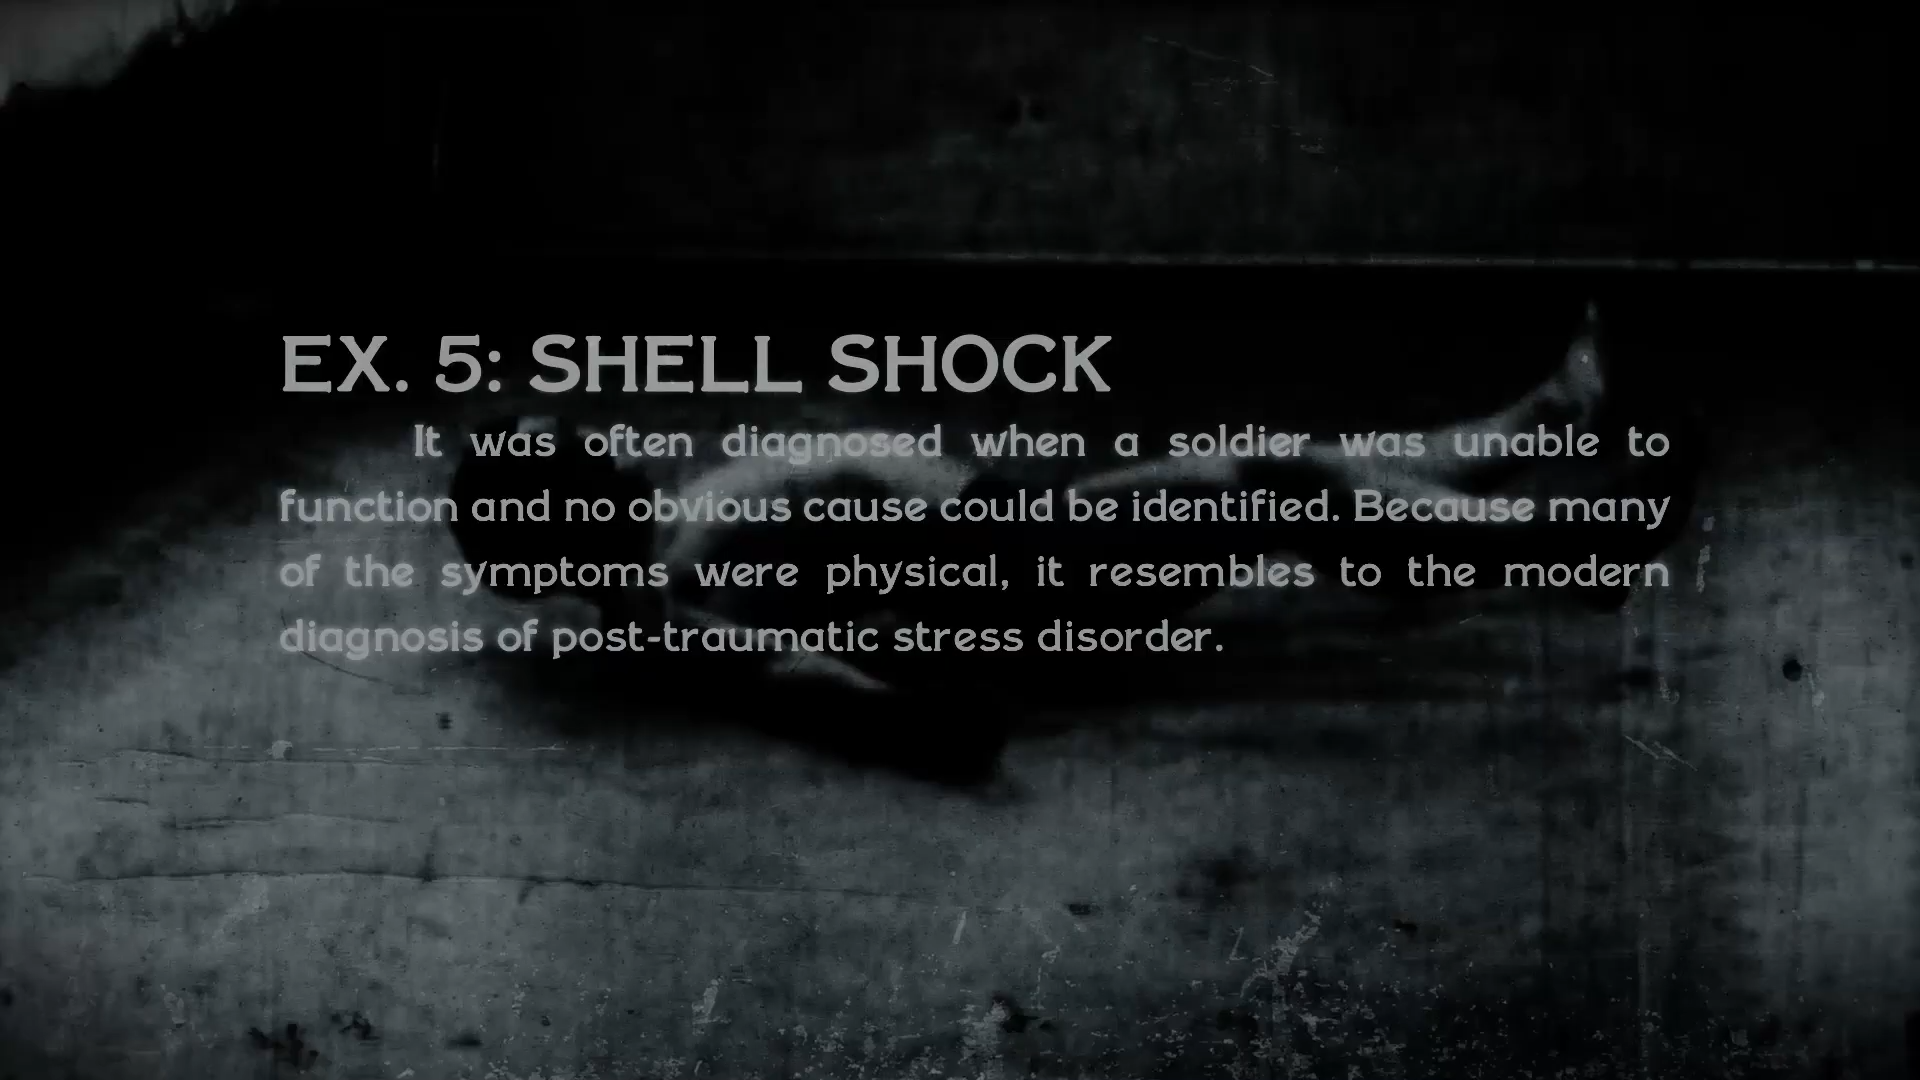 EX. 5: SHELL SHOCK
It was often diagnosed when a soldier was unable to
function and no obvious cause could be identified. Because many
of the symptoms were physical, it resembles to the modern
diagnosis of post-traumatic stress disorder.